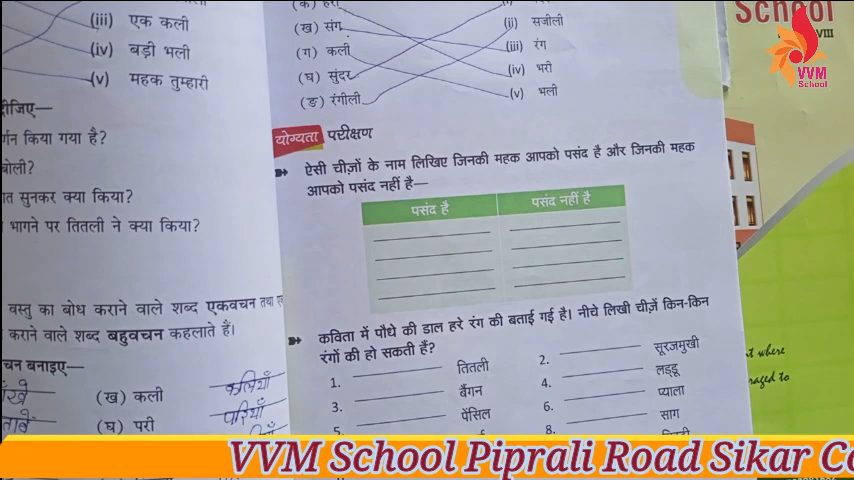 (iii) एक कली
(iv) बड़ी भली
(v) महक तुम्हारी
किया गया है?
सुनकर क्या किया?
भागने पर तितली ने क्या किया?
वस्तु का बोध कराने वाले शब्द एकवचन तथा
कराने वाले शब्द बहुवचन कहलाते हैं।
बनाइए—
(ख) कली कलियाँ
(घ) परी परियाँ
(ख) संग
(ii) सजीली
(ग) कली
(iii) रंग
(घ) सुंदर
(iv) भरी
(ङ) रंगीली
(v) भली
योग्यता परीक्षण
ऐसी चीज़ों के नाम लिखिए जिनकी महक आपको पसंद है और जिनकी महक
आपको पसंद नहीं है—
पसंद है पसंद नहीं है
कविता में पौधे की डाल हरे रंग की बताई गई है। नीचे लिखी चीज़ें किन-किन
रंगों की हो सकती हैं?
1. तितली 2. सूरजमुखी
3. बैंगन 4. लड्डू
5. पेंसिल 6. प्याला
8. साग
School
VIII
VVM
School
where
to
VVM School Piprali Road Sikar